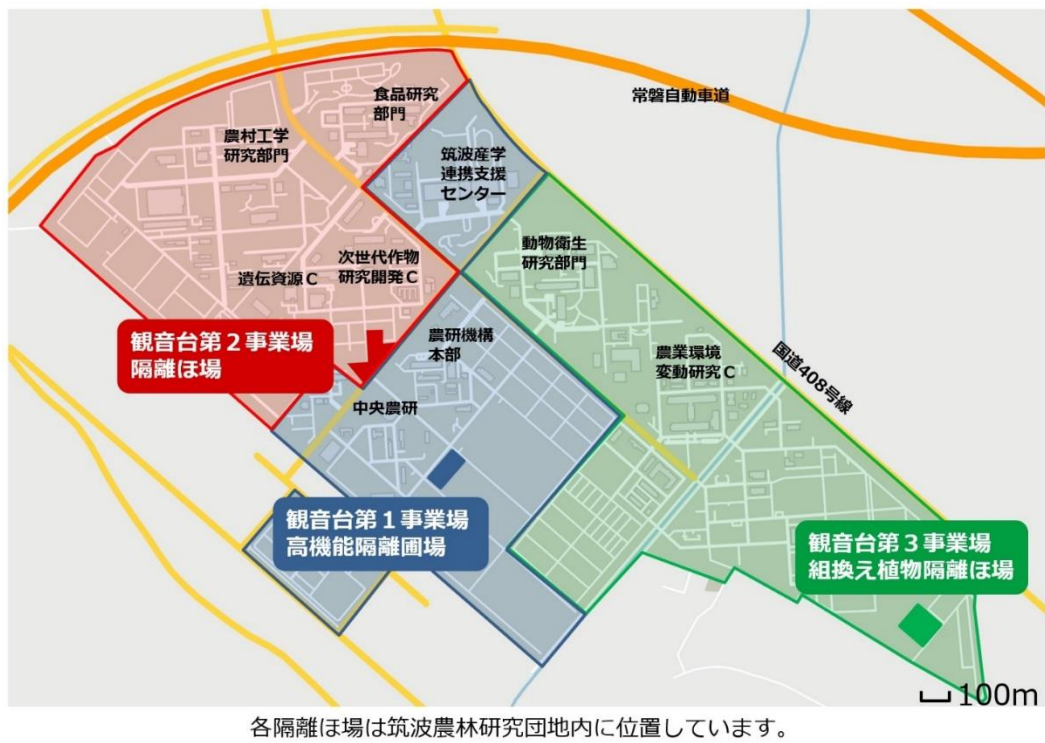 常磐自動車道
食品研究
部門
農村工学
研究部門
筑波産学
連携支援
センター
動物衛生
研究部門
次世代作物
研究開発C
遺伝資源C
観音台第２事業場
隔離ほ場
農研機構
本部
農業環境
変動研究C
国道408号線
中央農研
観音台第１事業場
高機能隔離圃場
観音台第３事業場
組換え植物隔離ほ場
100m
各隔離ほ場は筑波農林研究団地内に位置しています。